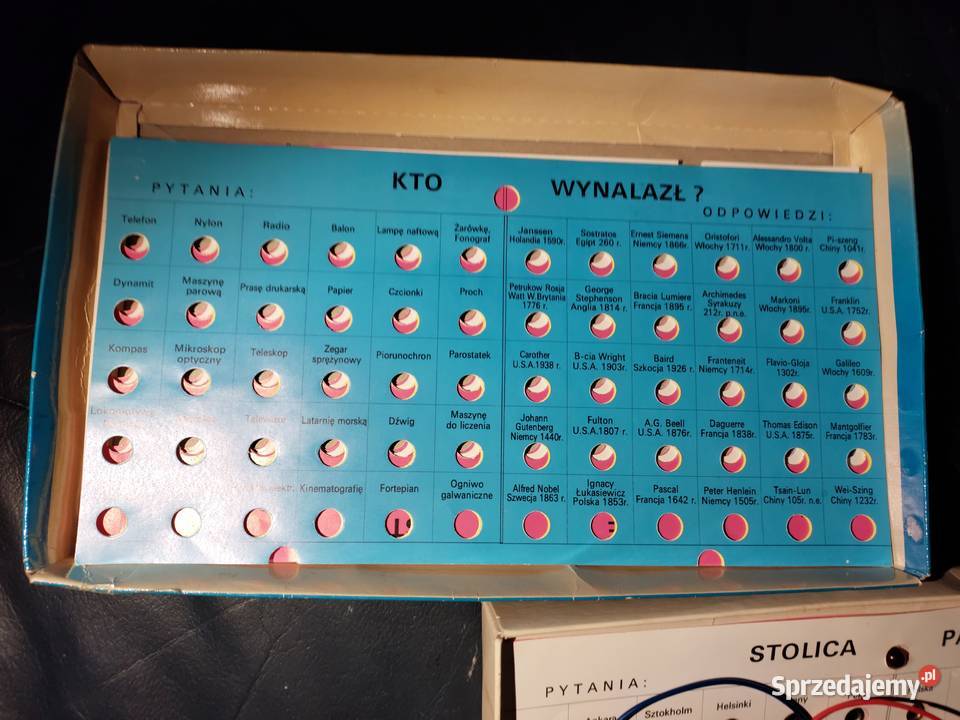 KTO WYNALAZŁ ?
PYTANIA: ODPOWIEDZI:
Telefon
Nylon
Radio
Balon
Lampę naftową
Żarówkę,
Fonograf
Janssen
Holandia 1590r.
Sostratos
Egipt 260 r.
Ernest Siemens
Niemcy 1866r.
Oristofori
Włochy 1711r.
Alessandro Volta
Włochy 1800 r.
Pi-szeng
Chiny 1041r.
Dynamit
Maszynę
parową
Prasę drukarską
Papier
Czcionki
Proch
Petrukow Rosja
Watt W.Brytania
1776 r.
George
Stephenson
Anglia 1814 r.
Bracia Lumiere
Francja 1895 r.
Archimedes
Syrakuzy
212r. p.n.e.
Markoni
Włochy 1895r.
Franklin
U.S.A. 1752r.
Kompas
Mikroskop
optyczny
Teleskop
Zegar
sprężynowy
Piorunochron
Parostatek
Carother
U.S.A.1938 r.
B-cia Wright
U.S.A. 1903r.
Baird
Szkocja 1926 r.
Franteneit
Niemcy 1714r.
Flavio-Gloja
1302r.
Galileo
Włochy 1609r.
Telewizor
Latarnię morską
Dźwig
Maszynę
do liczenia
Johann
Gutenberg
Niemcy 1440r.
Fulton
U.S.A.1807 r.
A.G. Beell
U.S.A. 1876r.
Daguerre
Francja 1838r.
Thomas Edison
U.S.A. 1875r.
Mantgolfier
Francja 1783r.
Kinematografię
Fortepian
Ogniwo
galwaniczne
Alfred Nobel
Szwecja 1863 r.
Ignacy
Łukasiewicz
Polska 1853r.
Pascal
Francja 1642 r.
Peter Henlein
Niemcy 1505r.
Tsain-Lun
Chiny 105r. n.e.
Wei-Szing
Chiny 1232r.
STOLICA
PYTANIA:
Sztokholm
Helsinki
Sprzedajemy.pl